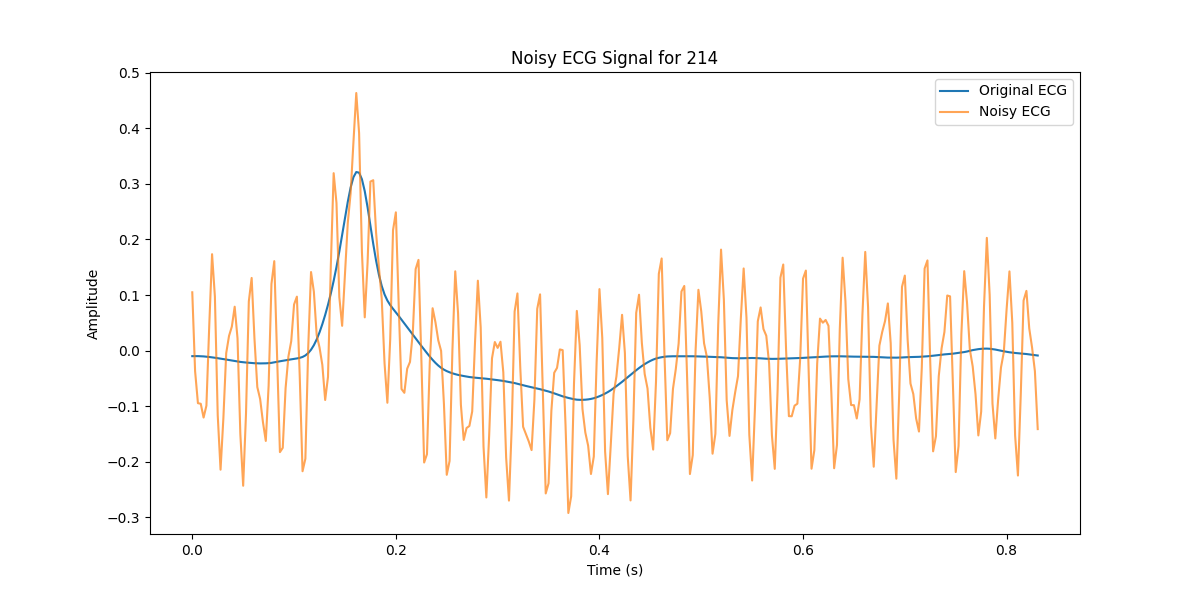 Noisy ECG Signal for 214
Original ECG
Noisy ECG
Amplitude
0.5
0.4
0.3
0.2
0.1
0.0
−0.1
−0.2
−0.3
0.0 0.2 0.4 0.6 0.8
Time (s)